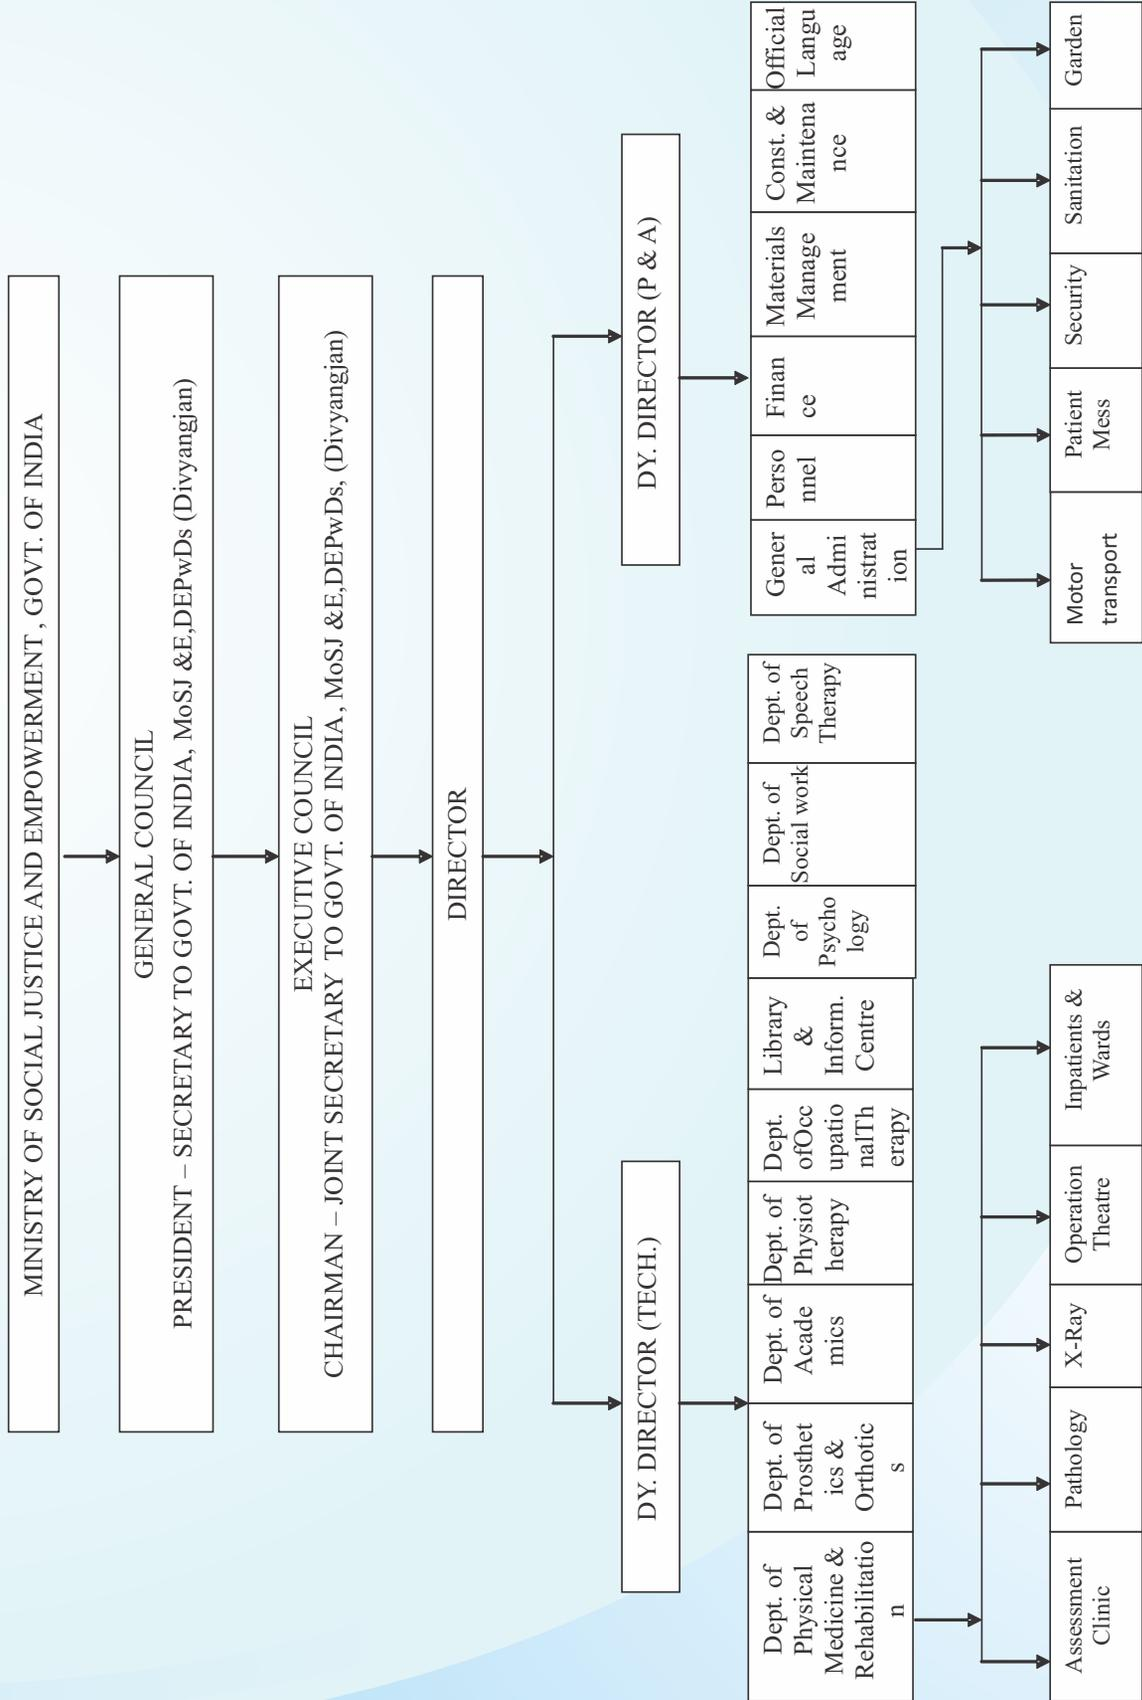 MINISTRY OF SOCIAL JUSTICE AND EMPOWERMENT , GOVT. OF INDIA
GENERAL COUNCIL
PRESIDENT – SECRETARY TO GOVT. OF INDIA, MoSJ &E,DEPwDs (Divyangjan)
EXECUTIVE COUNCIL
CHAIRMAN – JOINT SECRETARY TO GOVT. OF INDIA, MoSJ &E,DEPwDs, (Divyangjan)
DIRECTOR
DY. DIRECTOR (TECH.)
DY. DIRECTOR (P & A)
Dept. of
Physical
Medicine &
Rehabilitatio
n
Dept. of
Prosthet
ics &
Orthotic
s
Dept. of
Acade
mics
Dept. of
Physiot
herapy
Dept.
ofOcc
upatio
nalTh
erapy
Library
&
Inform.
Centre
Dept.
of
Psycho
logy
Dept. of
Social work
Dept. of
Speech
Therapy
Gener
al
Admi
nistrat
ion
Perso
nnel
Finan
ce
Materials
Manage
ment
Const. &
Maintena
nce
Official
Langu
age
Assessment
Clinic
Pathology
X-Ray
Operation
Theatre
Inpatients &
Wards
Motor
transport
Patient
Mess
Security
Sanitation
Garden